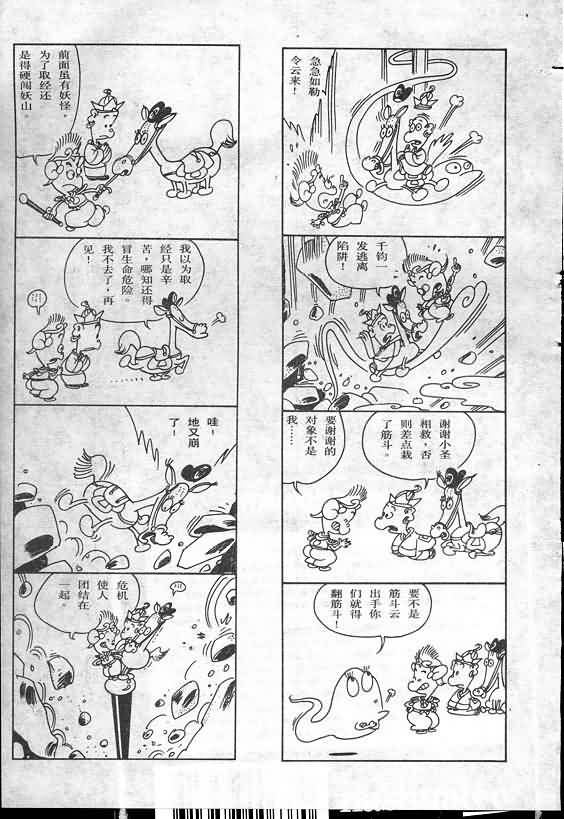 前面虽有妖怪，
为了取经还
是得硬闯妖山。
我以为取
经只是辛
苦，哪知还得
冒生命危险。
我不去了，再
见！
哇！
地又崩
了！
危机
使人
团结在
一起。
急急如勒
令云来！
千钧一
发逃离
陷阱！
谢谢小圣
相救，否
则差点栽
了筋斗。
要谢谢的
对象不是
我……
要不是
筋斗云
出手你
们就得
翻筋斗！